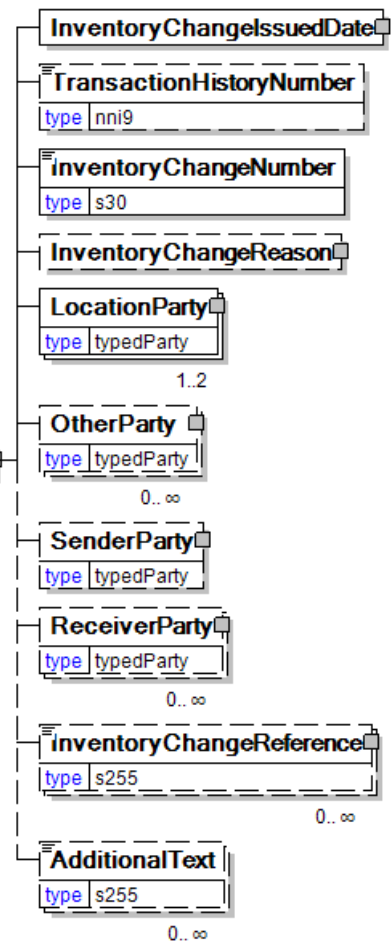 InventoryChangeIssuedDate
TransactionHistoryNumber
type nni9
InventoryChangeNumber
type s30
InventoryChangeReason
LocationParty
type typedParty
1..2
OtherParty
type typedParty
0.. ∞
SenderParty
type typedParty
ReceiverParty
type typedParty
0.. ∞
InventoryChangeReference
type s255
0.. ∞
AdditionalText
type s255
0.. ∞